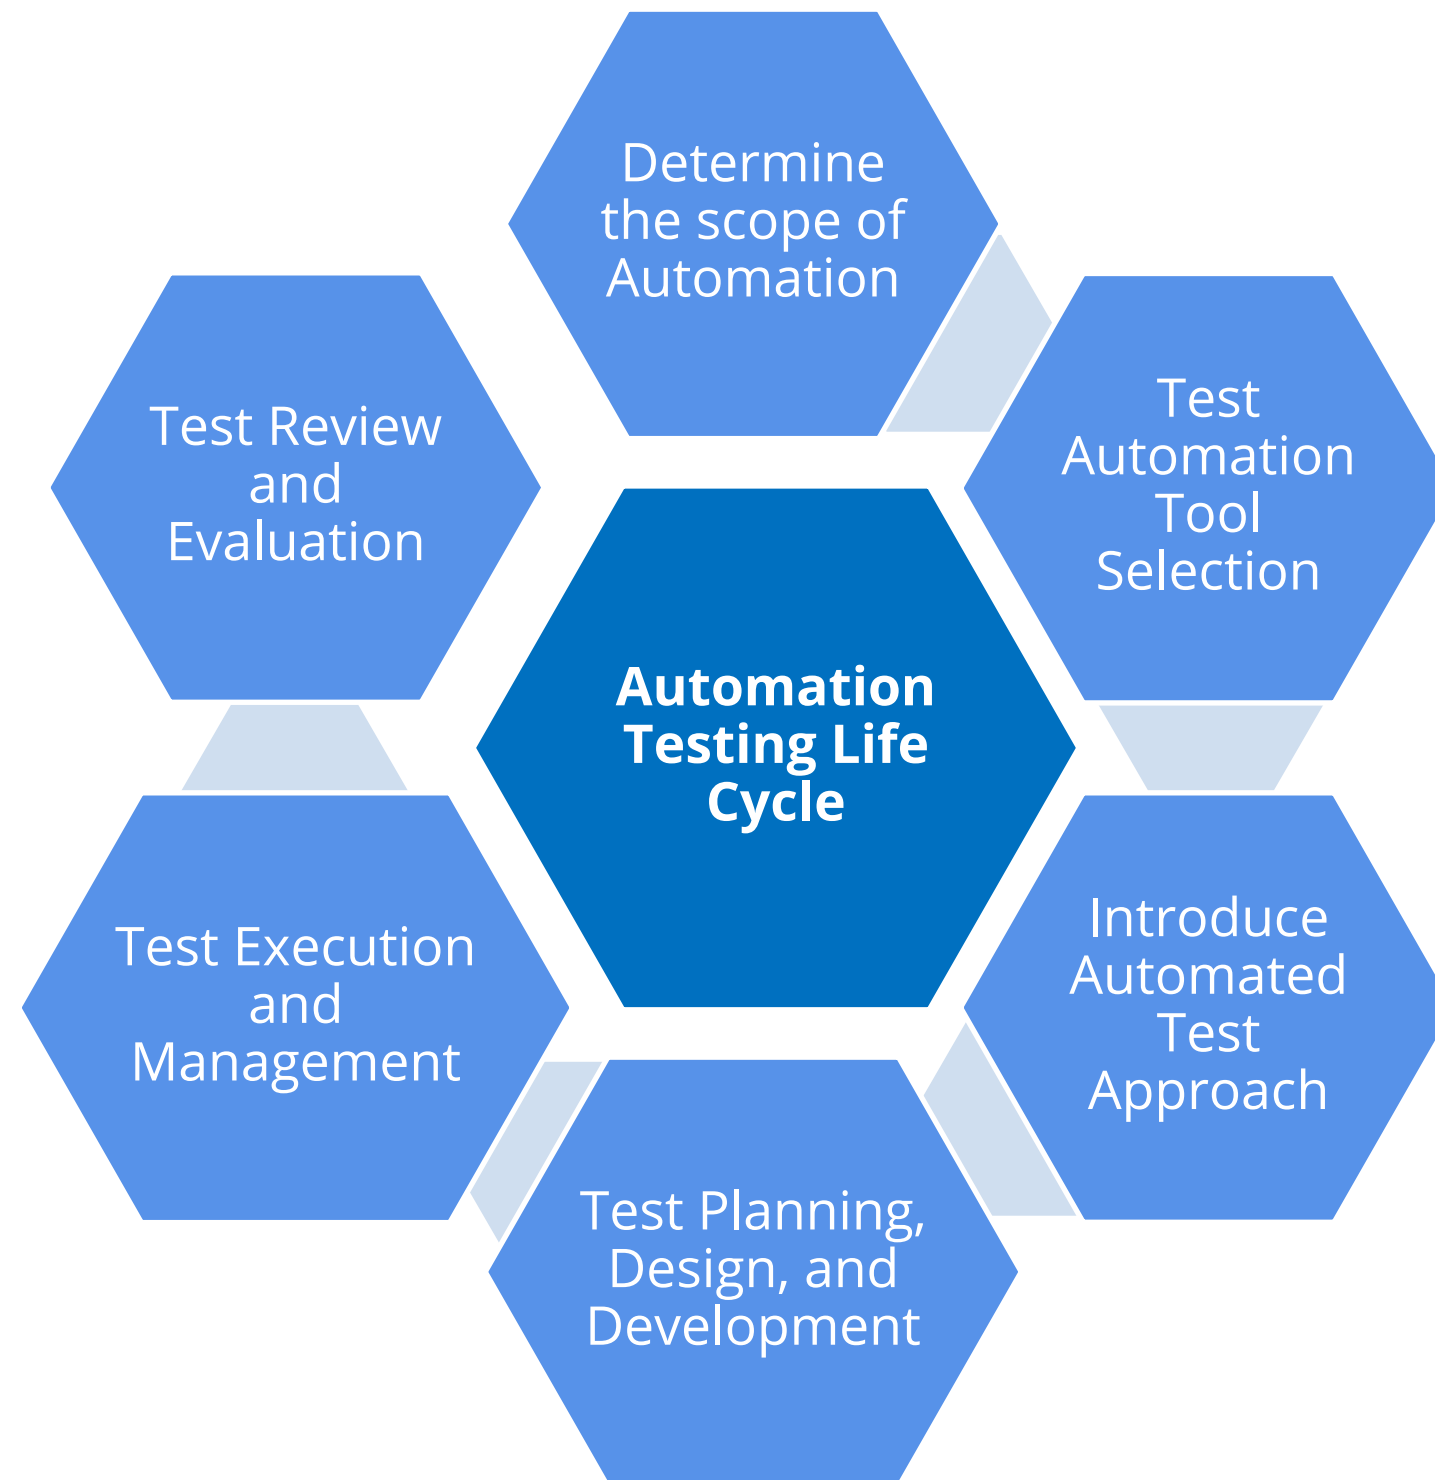 Determine
the scope of
Automation
Test
Automation
Tool
Selection
Introduce
Automated
Test
Approach
Test Planning,
Design, and
Development
Test Execution
and
Management
Test Review
and
Evaluation
Automation
Testing Life
Cycle